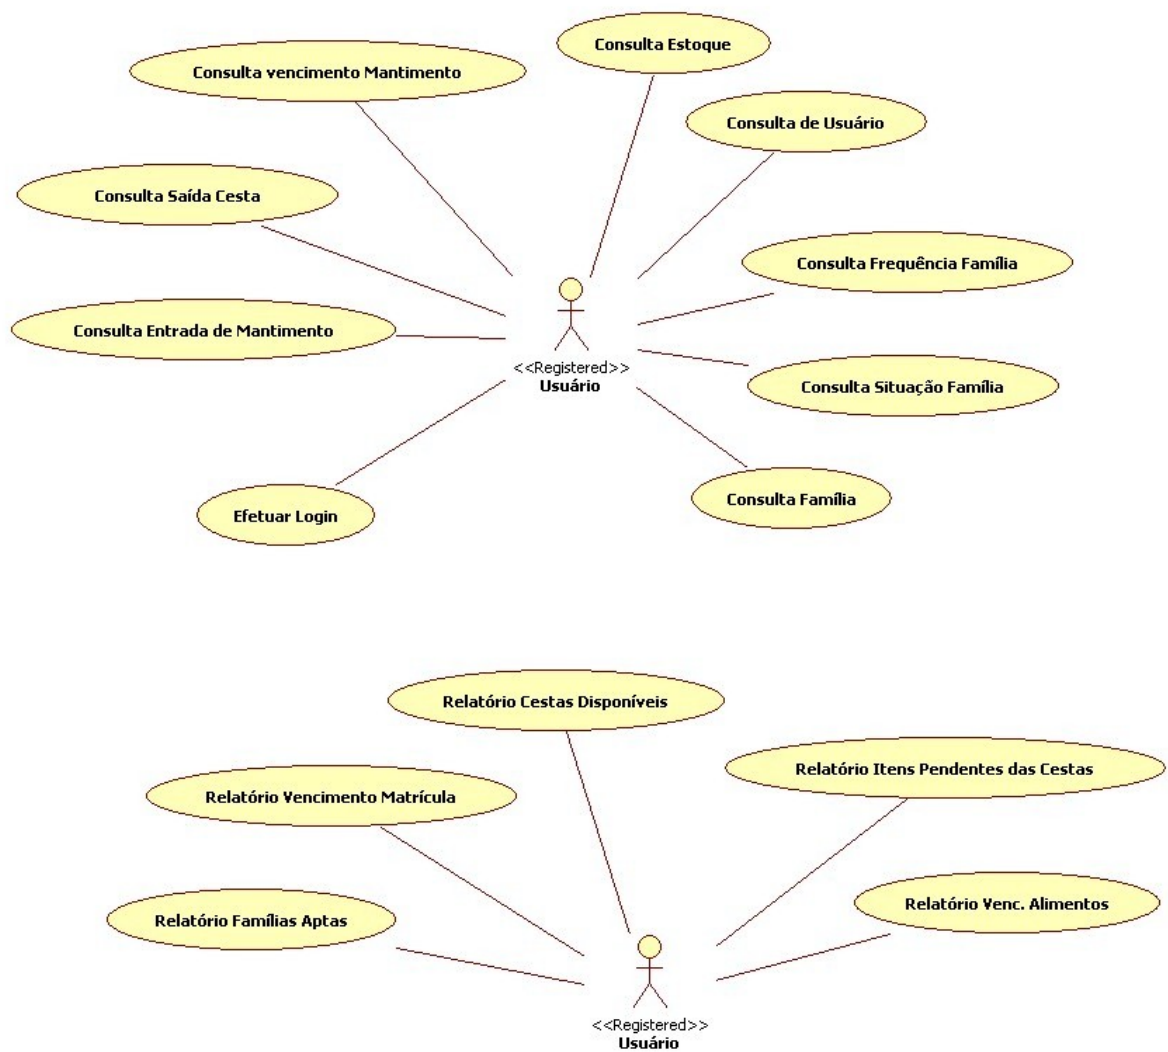 Consulta Estoque
Consulta vencimento Mantimento
Consulta de Usuário
Consulta Saída Cesta
Consulta Frequência Família
Consulta Entrada de Mantimento
<<Registered>>
Usuário
Consulta Situação Família
Consulta Família
Efetuar Login
Relatório Cestas Disponíveis
Relatório Itens Pendentes das Cestas
Relatório Vencimento Matrícula
Relatório Venc. Alimentos
Relatório Famílias Aptas
<<Registered>>
Usuário